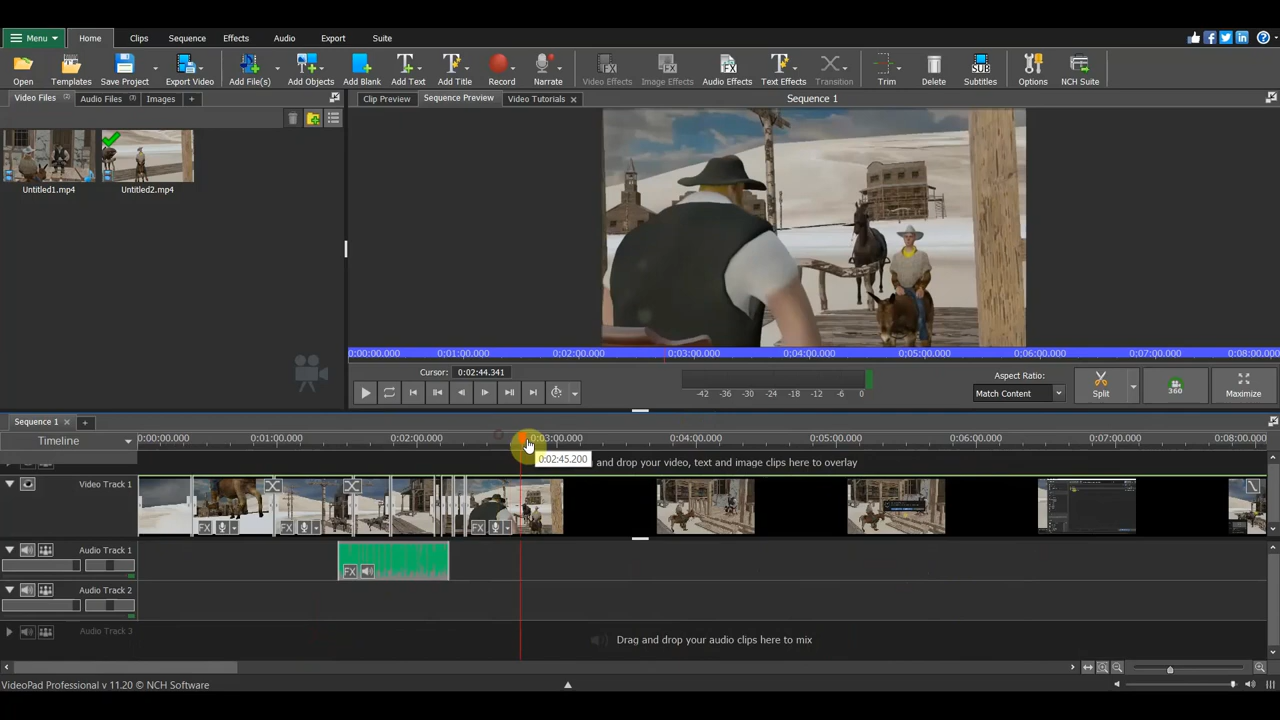 Menu Home Clips Sequence Effects Audio Export Suite
Open Templates Save Project Export Video Add File(s) Add Objects Add Blank Add Text Add Title Record Narrate Video Effects Image Effects Audio Effects Text Effects Transition Trim Delete Subtitles Options NCH Suite
Video Files (2) Audio Files (3) Images + Clip Preview Sequence Preview Video Tutorials Sequence 1
Untitled1.mp4 Untitled2.mp4
0:00:00.000 0:01:00.000 0:02:00.000 0:03:00.000 0:04:00.000 0:05:00.000 0:06:00.000 0:07:00.000 0:08:00.000
Cursor: 0:02:44.341
-42 -36 -30 -24 -18 -12 -6 0
Aspect Ratio:
Match Content
Split 360 Maximize
Sequence 1
Timeline 0:00:00.000 0:01:00.000 0:02:00.000 0:03:00.000 0:04:00.000 0:05:00.000 0:06:00.000 0:07:00.000 0:08:00.000
0:02:45.200 and drop your video, text and image clips here to overlay
Video Track 1
FX FX FX
Audio Track 1
FX
Audio Track 2
Audio Track 3 Drag and drop your audio clips here to mix
VideoPad Professional v 11.20 © NCH Software